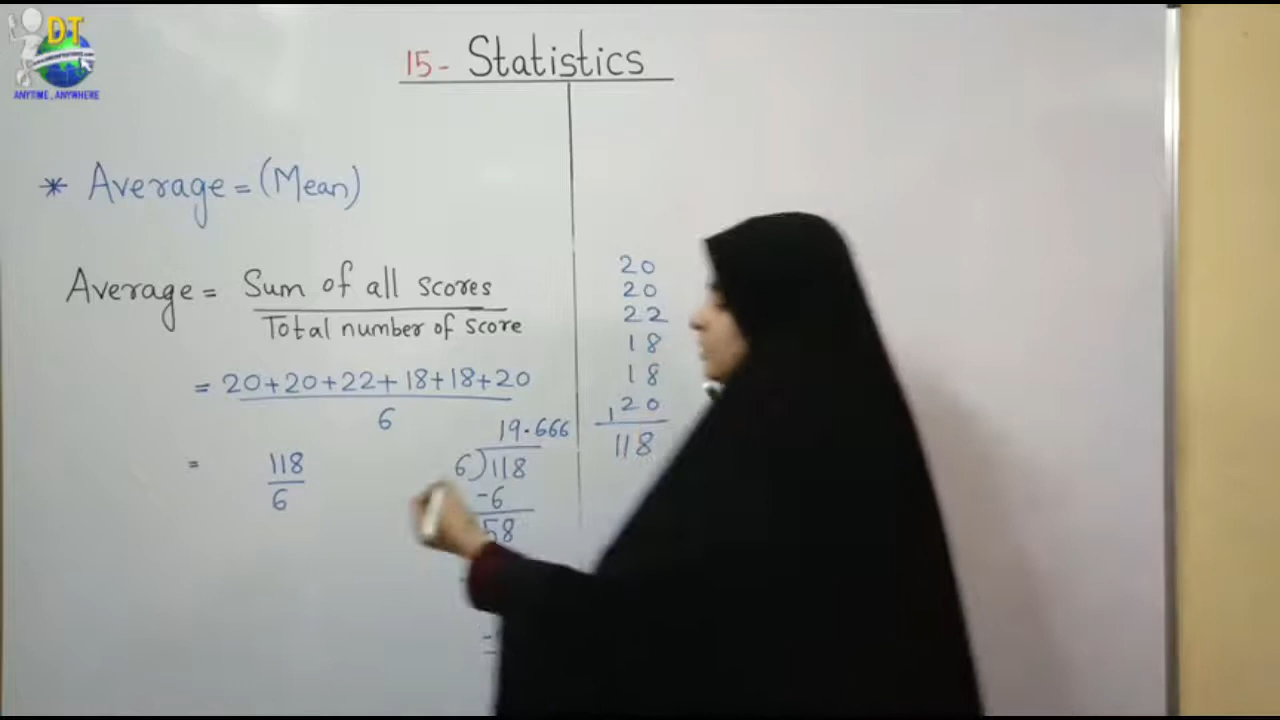 DT
ANYTIME, ANYWHERE
15- Statistics
* Average = (Mean)
Average = Sum of all scores
Total number of score
= 20+20+22+18+18+20
6
= 118
6
19.666
6)118
-6
58
20
20
22
18
18
1 20
118